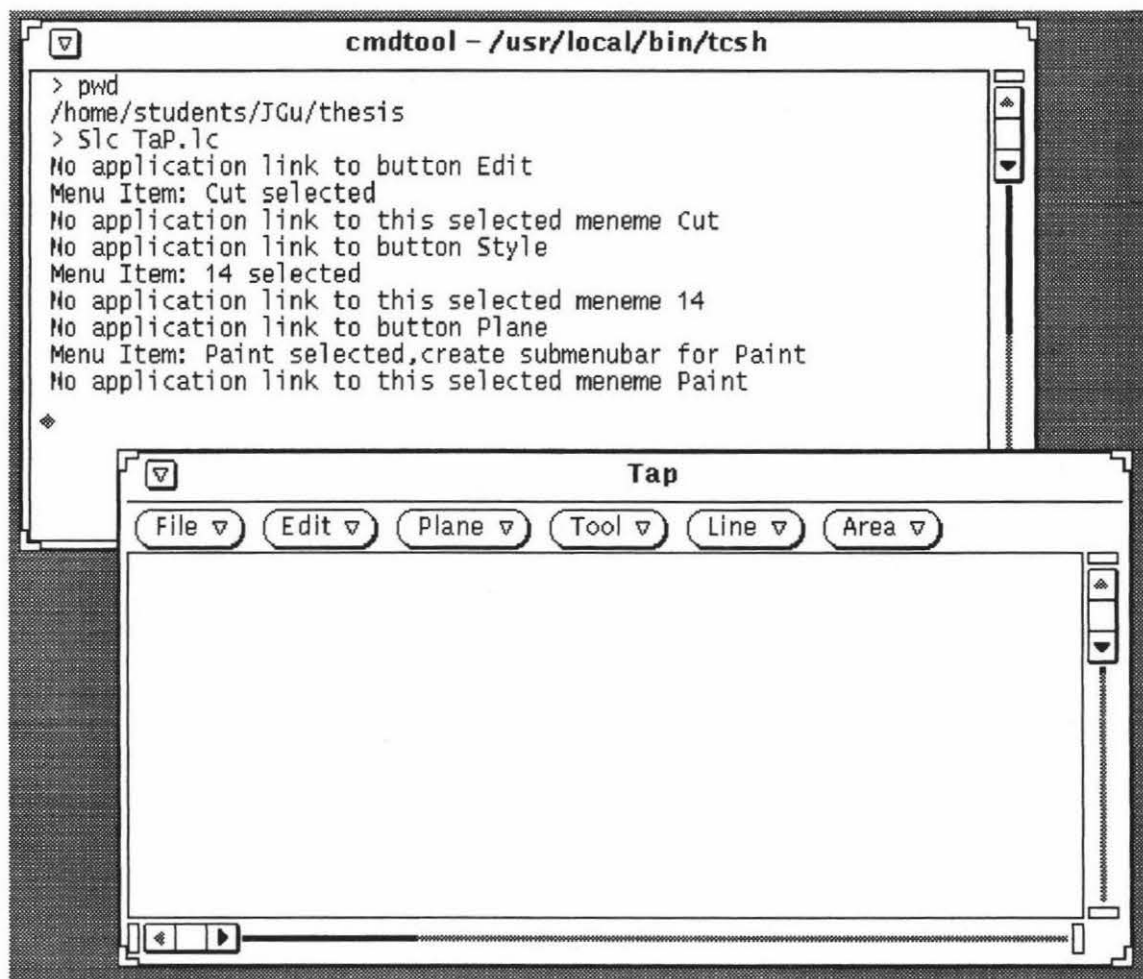 cmdtool – /usr/local/bin/tcsh
> pwd
/home/students/JGu/thesis
> Slc TaP.lc
No application link to button Edit
Menu Item: Cut selected
No application link to this selected meneme Cut
No application link to button Style
Menu Item: 14 selected
No application link to this selected meneme 14
No application link to button Plane
Menu Item: Paint selected,create submenubar for Paint
No application link to this selected meneme Paint
Tap
File Edit Plane Tool Line Area